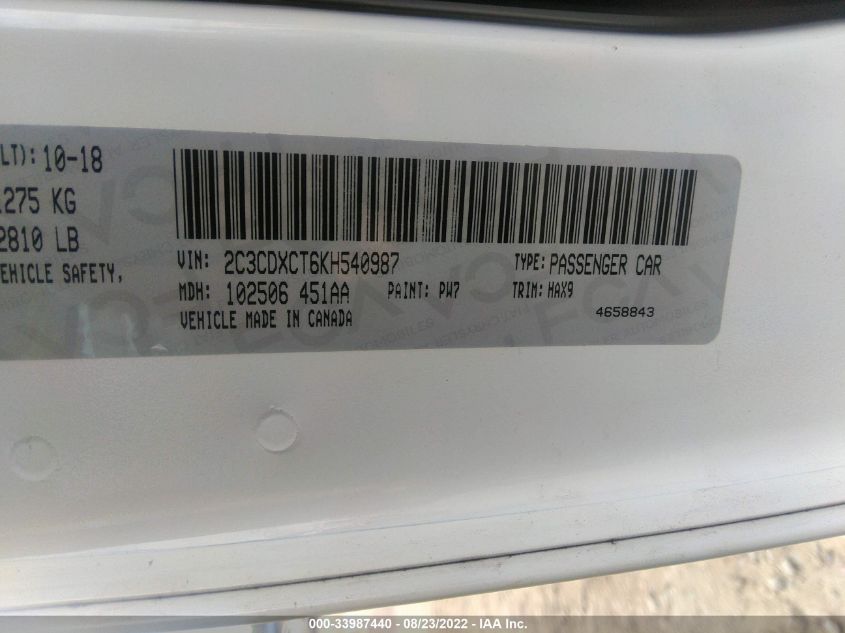 LT): 10-18
1275 KG
2810 LB
EHICLE SAFETY,
VIN: 2C3CDXCT6KH540987 TYPE: PASSENGER CAR
MDH: 102506 451AA PAINT: PW7 TRIM: HAX9
VEHICLE MADE IN CANADA 4658843
000-33987440 - 08/23/2022 - IAA Inc.